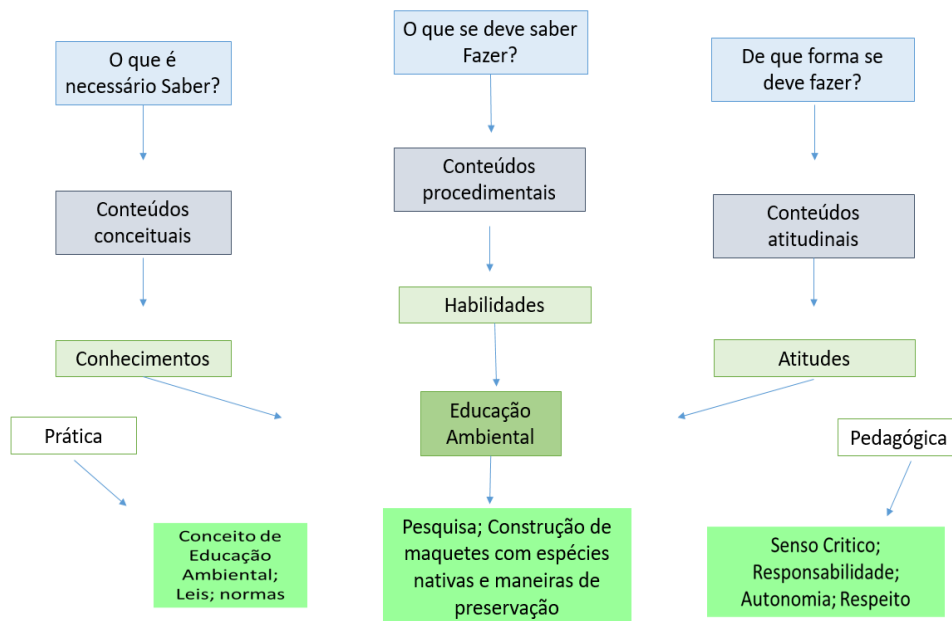 O que é
necessário Saber?
O que se deve saber
Fazer?
De que forma se
deve fazer?
Conteúdos
conceituais
Conteúdos
procedimentais
Conteúdos
atitudinais
Conhecimentos
Habilidades
Atitudes
Prática
Educação
Ambiental
Pedagógica
Conceito de
Educação
Ambiental;
Leis; normas
Pesquisa; Construção de
maquetes com espécies
nativas e maneiras de
preservação
Senso Critico;
Responsabilidade;
Autonomia; Respeito